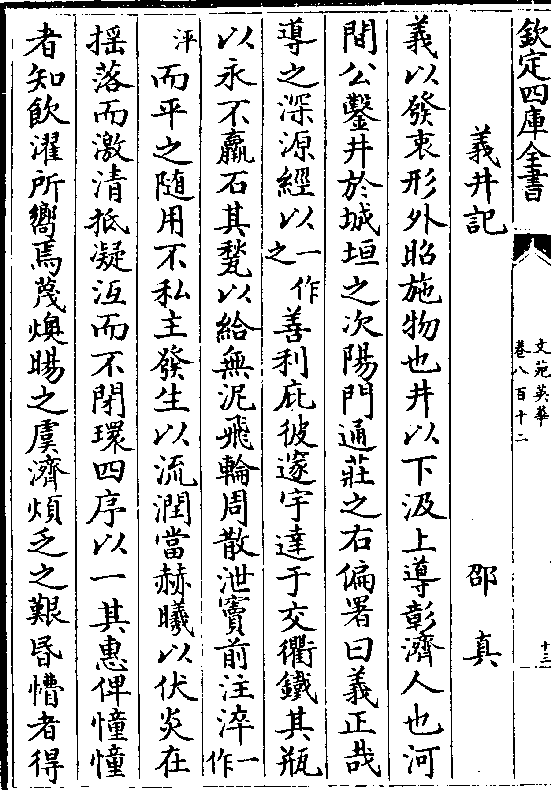 欽定四庫全書
文苑英華
卷八百十二
十三
義井記
邵真
義以發衷形外昭施物也井以下汲上導彰濟人也河
間公鑿井於城垣之次陽門通莊之右偏署曰義正哉
導之深源經以一作之善利庇彼邃宇達于交衢鐵其瓶
以永不羸石其甃以給無泥飛輪周散泄竇前注淬一作
泙而平之随用不私主發生以流潤當赫曦以伏炎在
揺落而激清抵凝沍而不閉環四序以一其惠俾憧憧
者知飲濯所嚮焉蔑煥暘之虞濟煩乏之艱昏懵者得